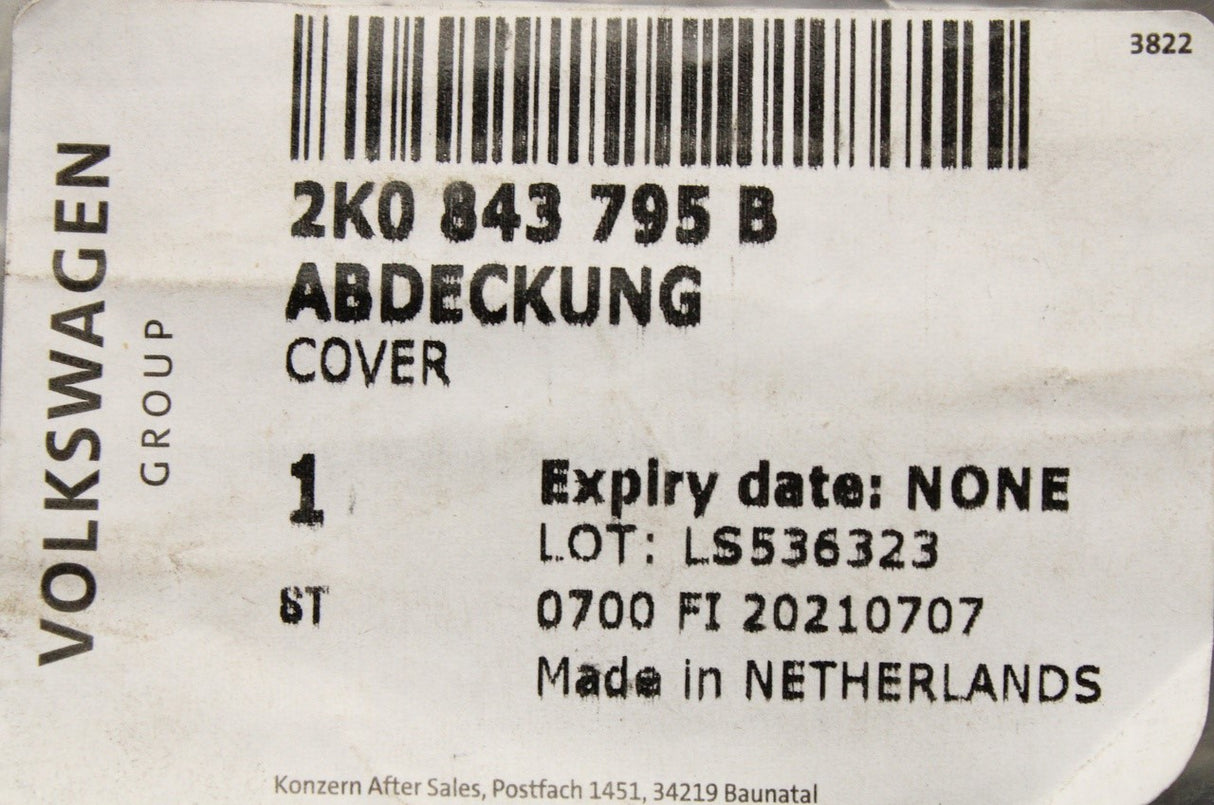 3822
VOLKSWAGEN
GROUP
2K0 843 795 B
ABDECKUNG
COVER
1
Expiry date: NONE
LOT: LS536323
ST
0700 FI 20210707
Made in NETHERLANDS
Konzern After Sales, Postfach 1451, 34219 Baunatal